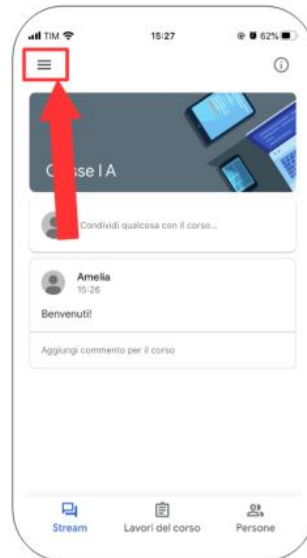 TIM
15:27
62%
Classe I A
Condividi qualcosa con il corso...
Amelia
15:26
Benvenuti!
Aggiungi commento per il corso
Stream
Lavori del corso
Persone